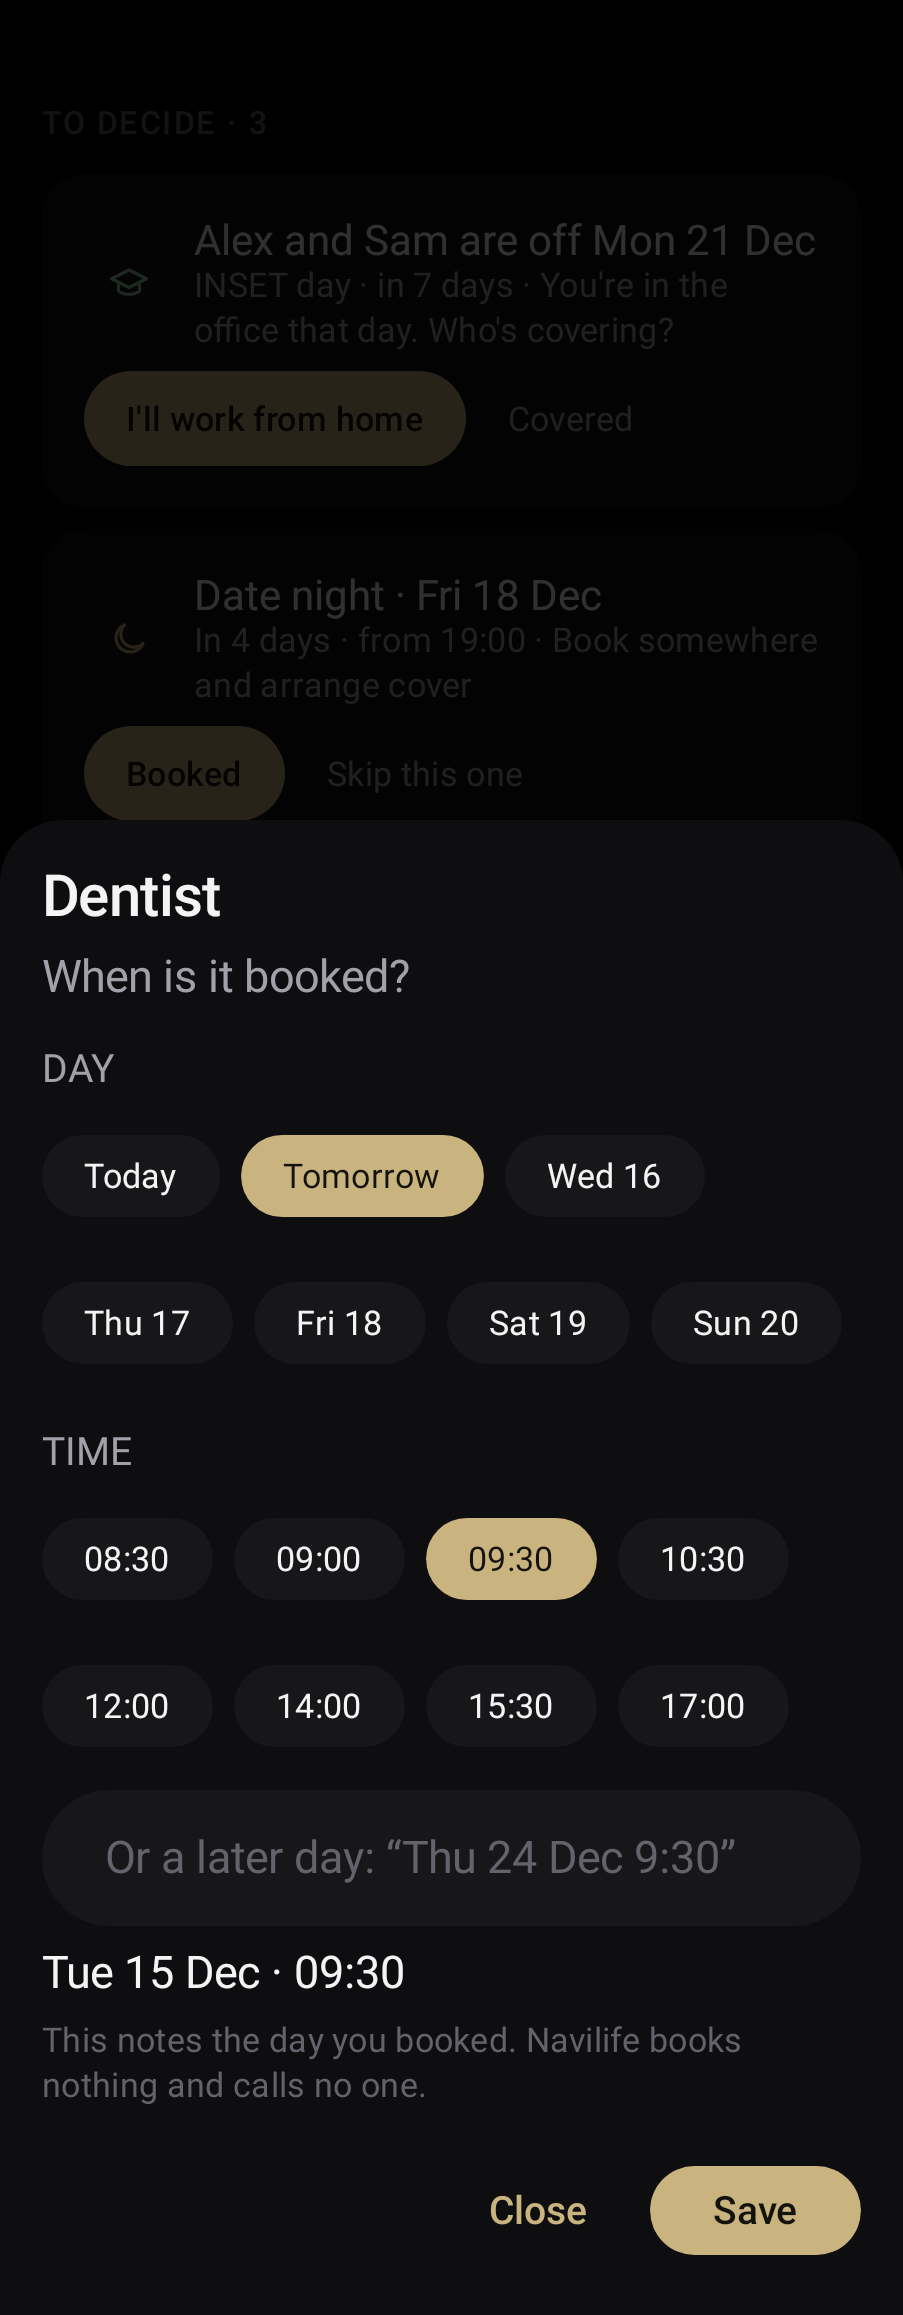 TO DECIDE · 3
Alex and Sam are off Mon 21 Dec
INSET day · in 7 days · You're in the
office that day. Who's covering?
I'll work from home
Covered
Date night · Fri 18 Dec
In 4 days · from 19:00 · Book somewhere
and arrange cover
Booked
Skip this one
Dentist
When is it booked?
DAY
Today
Tomorrow
Wed 16
Thu 17
Fri 18
Sat 19
Sun 20
TIME
08:30
09:00
09:30
10:30
12:00
14:00
15:30
17:00
Or a later day: “Thu 24 Dec 9:30”
Tue 15 Dec · 09:30
This notes the day you booked. Navilife books
nothing and calls no one.
Close
Save